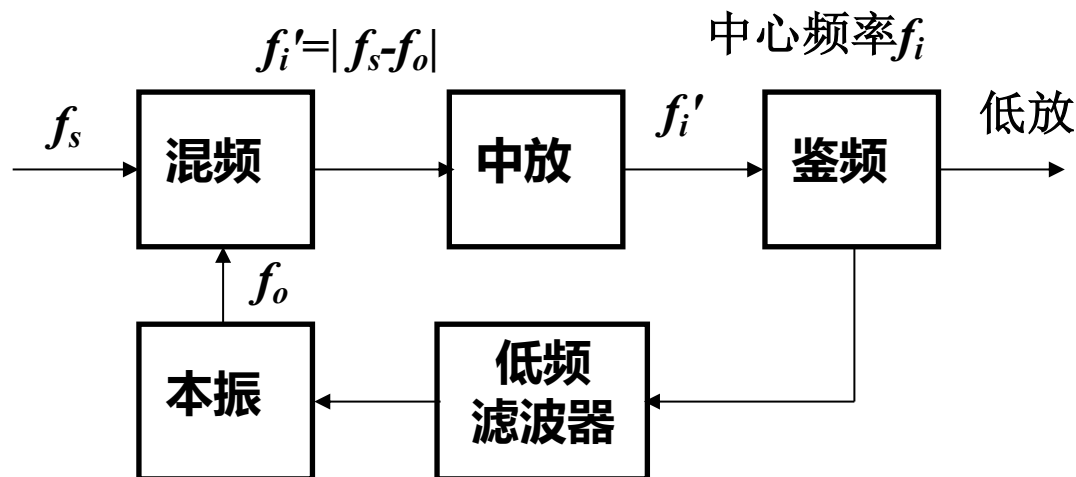 中心频率fi
fi'=|fs-fo|
fs
混频
中放
fi'
鉴频
低放
fo
本振
低频
滤波器